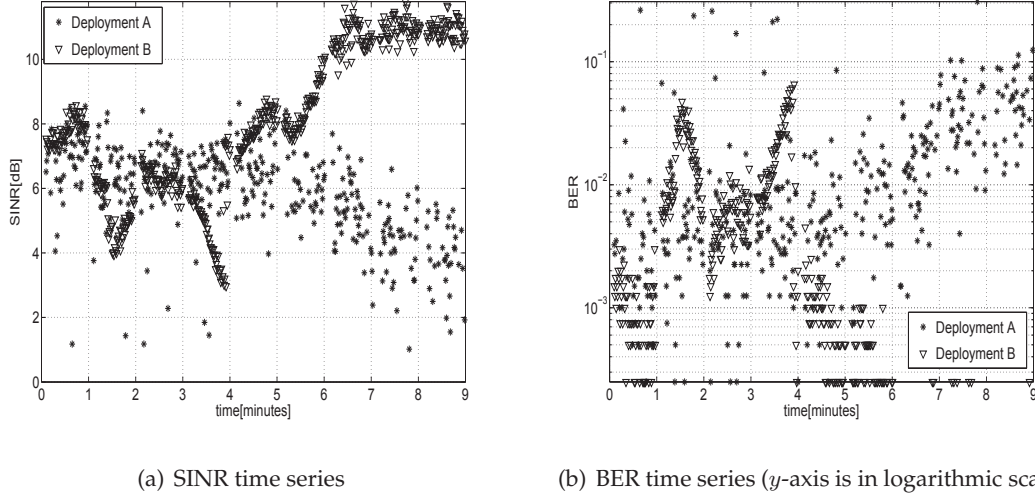 Deployment A
Deployment B
SINR[dB]
10
8
6
4
2
0
0 1 2 3 4 5 6 7 8 9
time[minutes]
(a) SINR time series
BER
10⁻¹
10⁻²
10⁻³
Deployment A
Deployment B
0 1 2 3 4 5 6 7 8 9
time[minutes]
(b) BER time series (y-axis is in logarithmic sca